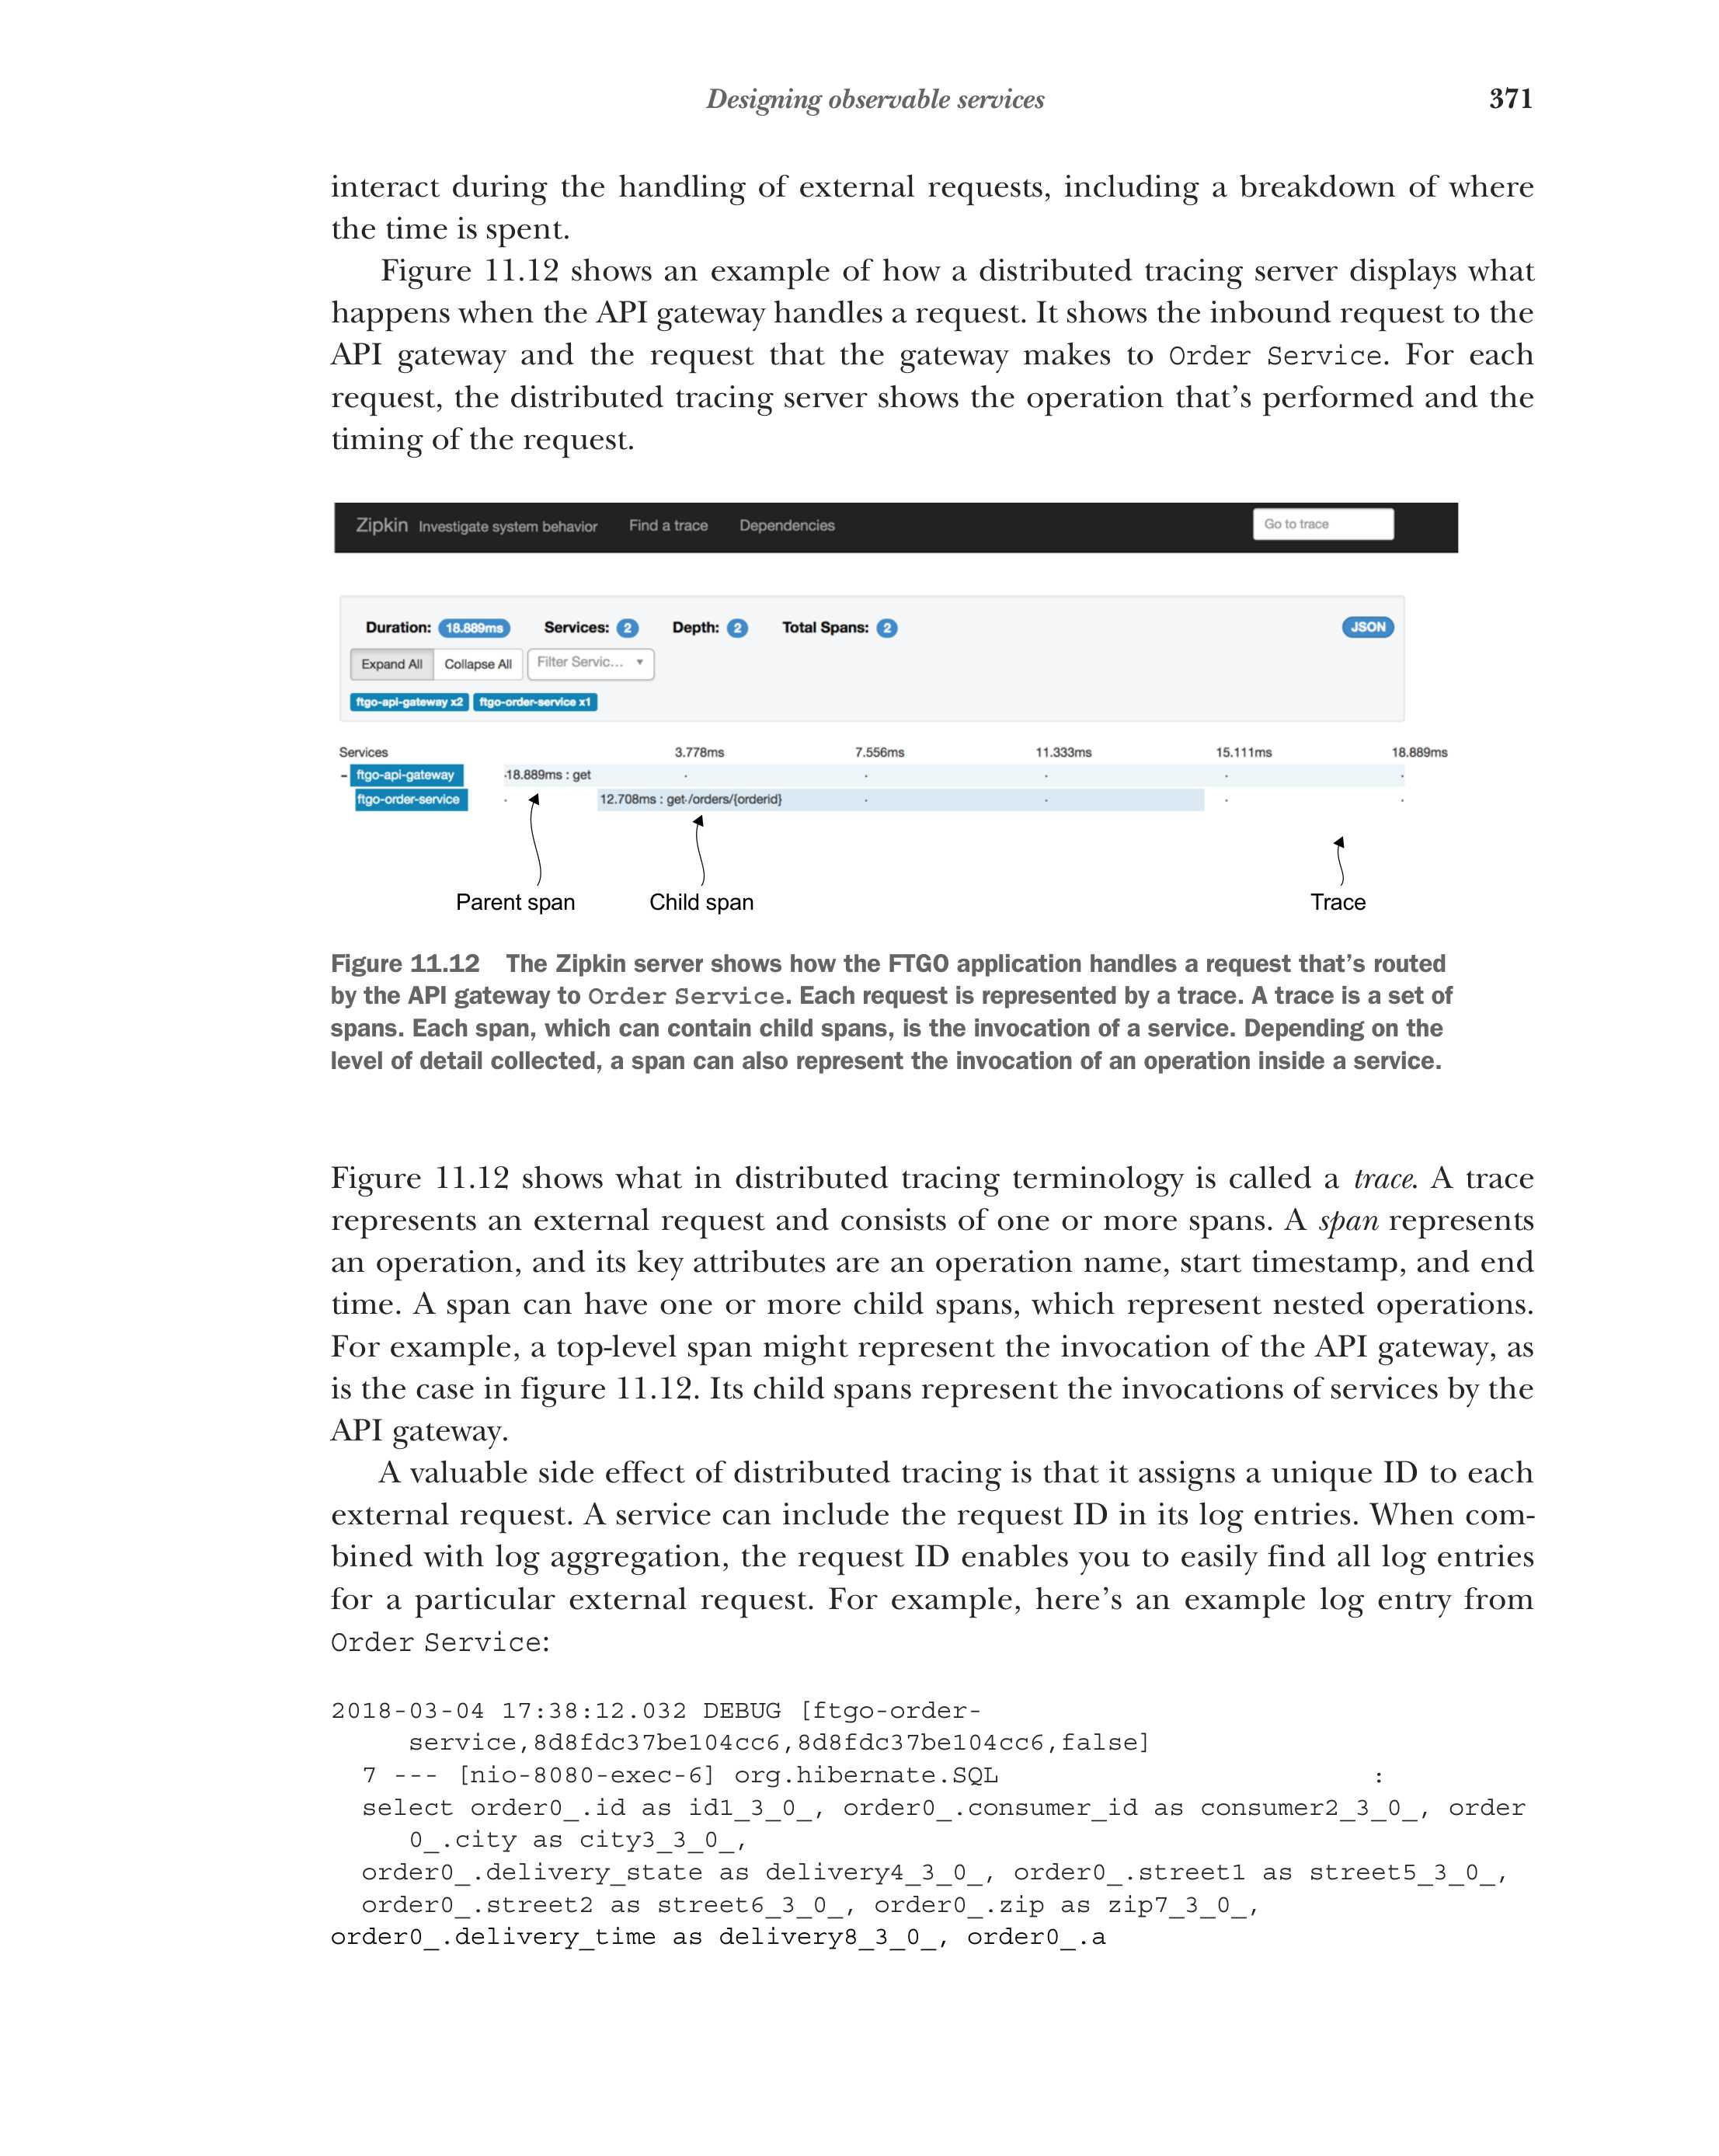 Designing observable services 371
interact during the handling of external requests, including a breakdown of where
the time is spent.
Figure 11.12 shows an example of how a distributed tracing server displays what
happens when the API gateway handles a request. It shows the inbound request to the
API gateway and the request that the gateway makes to Order Service. For each
request, the distributed tracing server shows the operation that’s performed and the
timing of the request.
Zipkin Investigate system behavior Find a trace Dependencies Go to trace
Duration: 18.889ms Services: 2 Depth: 2 Total Spans: 2 JSON
Expand All Collapse All Filter Servic...
ftgo-api-gateway x2 ftgo-order-service x1
Services 3.778ms 7.556ms 11.333ms 15.111ms 18.889ms
- ftgo-api-gateway ·18.889ms : get · · · ·
ftgo-order-service · 12.708ms : get·/orders/{orderid} · · · ·
Parent span Child span Trace
Figure 11.12 The Zipkin server shows how the FTGO application handles a request that’s routed
by the API gateway to Order Service. Each request is represented by a trace. A trace is a set of
spans. Each span, which can contain child spans, is the invocation of a service. Depending on the
level of detail collected, a span can also represent the invocation of an operation inside a service.
Figure 11.12 shows what in distributed tracing terminology is called a trace. A trace
represents an external request and consists of one or more spans. A span represents
an operation, and its key attributes are an operation name, start timestamp, and end
time. A span can have one or more child spans, which represent nested operations.
For example, a top-level span might represent the invocation of the API gateway, as
is the case in figure 11.12. Its child spans represent the invocations of services by the
API gateway.
A valuable side effect of distributed tracing is that it assigns a unique ID to each
external request. A service can include the request ID in its log entries. When com-
bined with log aggregation, the request ID enables you to easily find all log entries
for a particular external request. For example, here’s an example log entry from
Order Service:
2018-03-04 17:38:12.032 DEBUG [ftgo-order-
service,8d8fdc37be104cc6,8d8fdc37be104cc6,false]
7 --- [nio-8080-exec-6] org.hibernate.SQL :
select order0_.id as id1_3_0_, order0_.consumer_id as consumer2_3_0_, order
0_.city as city3_3_0_,
order0_.delivery_state as delivery4_3_0_, order0_.street1 as street5_3_0_,
order0_.street2 as street6_3_0_, order0_.zip as zip7_3_0_,
order0_.delivery_time as delivery8_3_0_, order0_.a